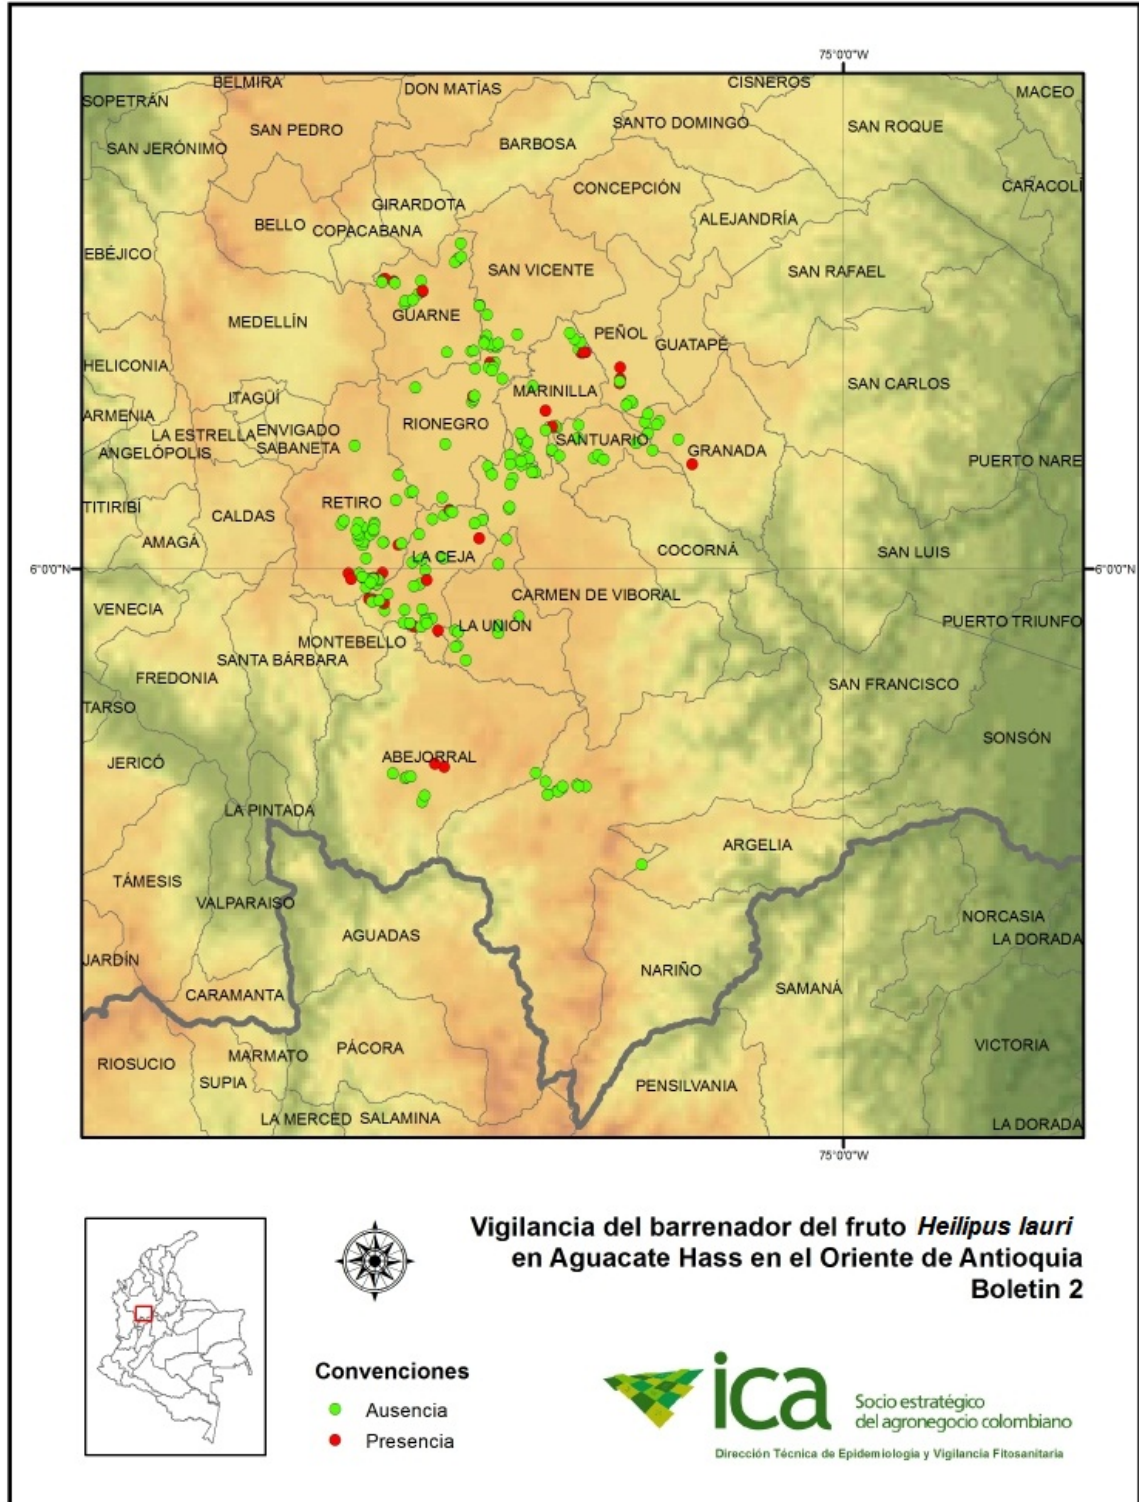 75°0'0"W
BELMIRA
DON MATÍAS
CISNEROS
MACEO
SOPETRÁN
SAN PEDRO
SANTO DOMINGO
SAN ROQUE
SAN JERÓNIMO
BARBOSA
CONCEPCIÓN
CARACOLÍ
GIRARDOTA
ALEJANDRÍA
BELLO
COPACABANA
EBÉJICO
SAN VICENTE
SAN RAFAEL
MEDELLÍN
GUARNE
PEÑOL
GUATAPÉ
HELICONIA
SAN CARLOS
ITAGÜÍ
MARINILLA
ARMENIA
LA ESTRELLA
ENVIGADO
RIONEGRO
SANTUARIO
ANGELÓPOLIS
SABANETA
GRANADA
PUERTO NARE
TITIRIBÍ
CALDAS
RETIRO
AMAGÁ
LA CEJA
COCORNÁ
SAN LUIS
6°0'0"N
6°0'0"N
VENECIA
CARMEN DE VIBORAL
PUERTO TRIUNFO
MONTEBELLO
LA UNIÓN
SANTA BÁRBARA
FREDONIA
SAN FRANCISCO
TARSO
SONSÓN
JERICÓ
ABEJORRAL
LA PINTADA
ARGELIA
TÁMESIS
VALPARAISO
NORCASIA
AGUADAS
LA DORADA
JARDÍN
NARIÑO
CARAMANTA
SAMANÁ
RIOSUCIO
MARMATO
PÁCORA
VICTORIA
SUPIA
PENSILVANIA
LA MERCED
SALAMINA
LA DORADA
75°0'0"W
Vigilancia del barrenador del fruto Heilipus lauri
en Aguacate Hass en el Oriente de Antioquia
Boletin 2
Convenciones
Ausencia
Presencia
ica
Socio estratégico
del agronegocio colombiano
Dirección Técnica de Epidemiología y Vigilancia Fitosanitaria